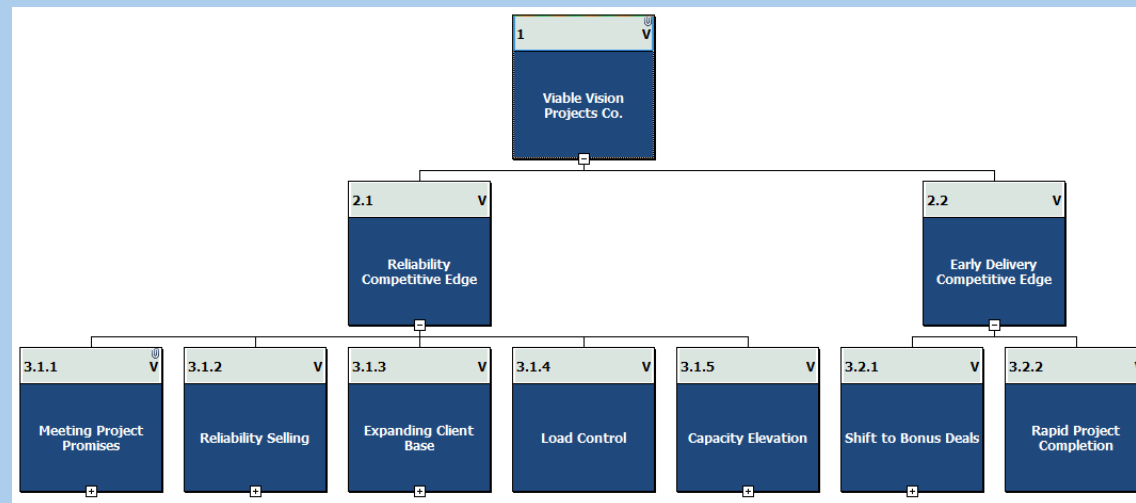 1 V
Viable Vision
Projects Co.
2.1 V
2.2 V
Reliability
Competitive Edge
Early Delivery
Competitive Edge
3.1.1 V
3.1.2 V
3.1.3 V
3.1.4 V
3.1.5 V
3.2.1 V
3.2.2 V
Meeting Project
Promises
Reliability Selling
Expanding Client
Base
Load Control
Capacity Elevation
Shift to Bonus Deals
Rapid Project
Completion